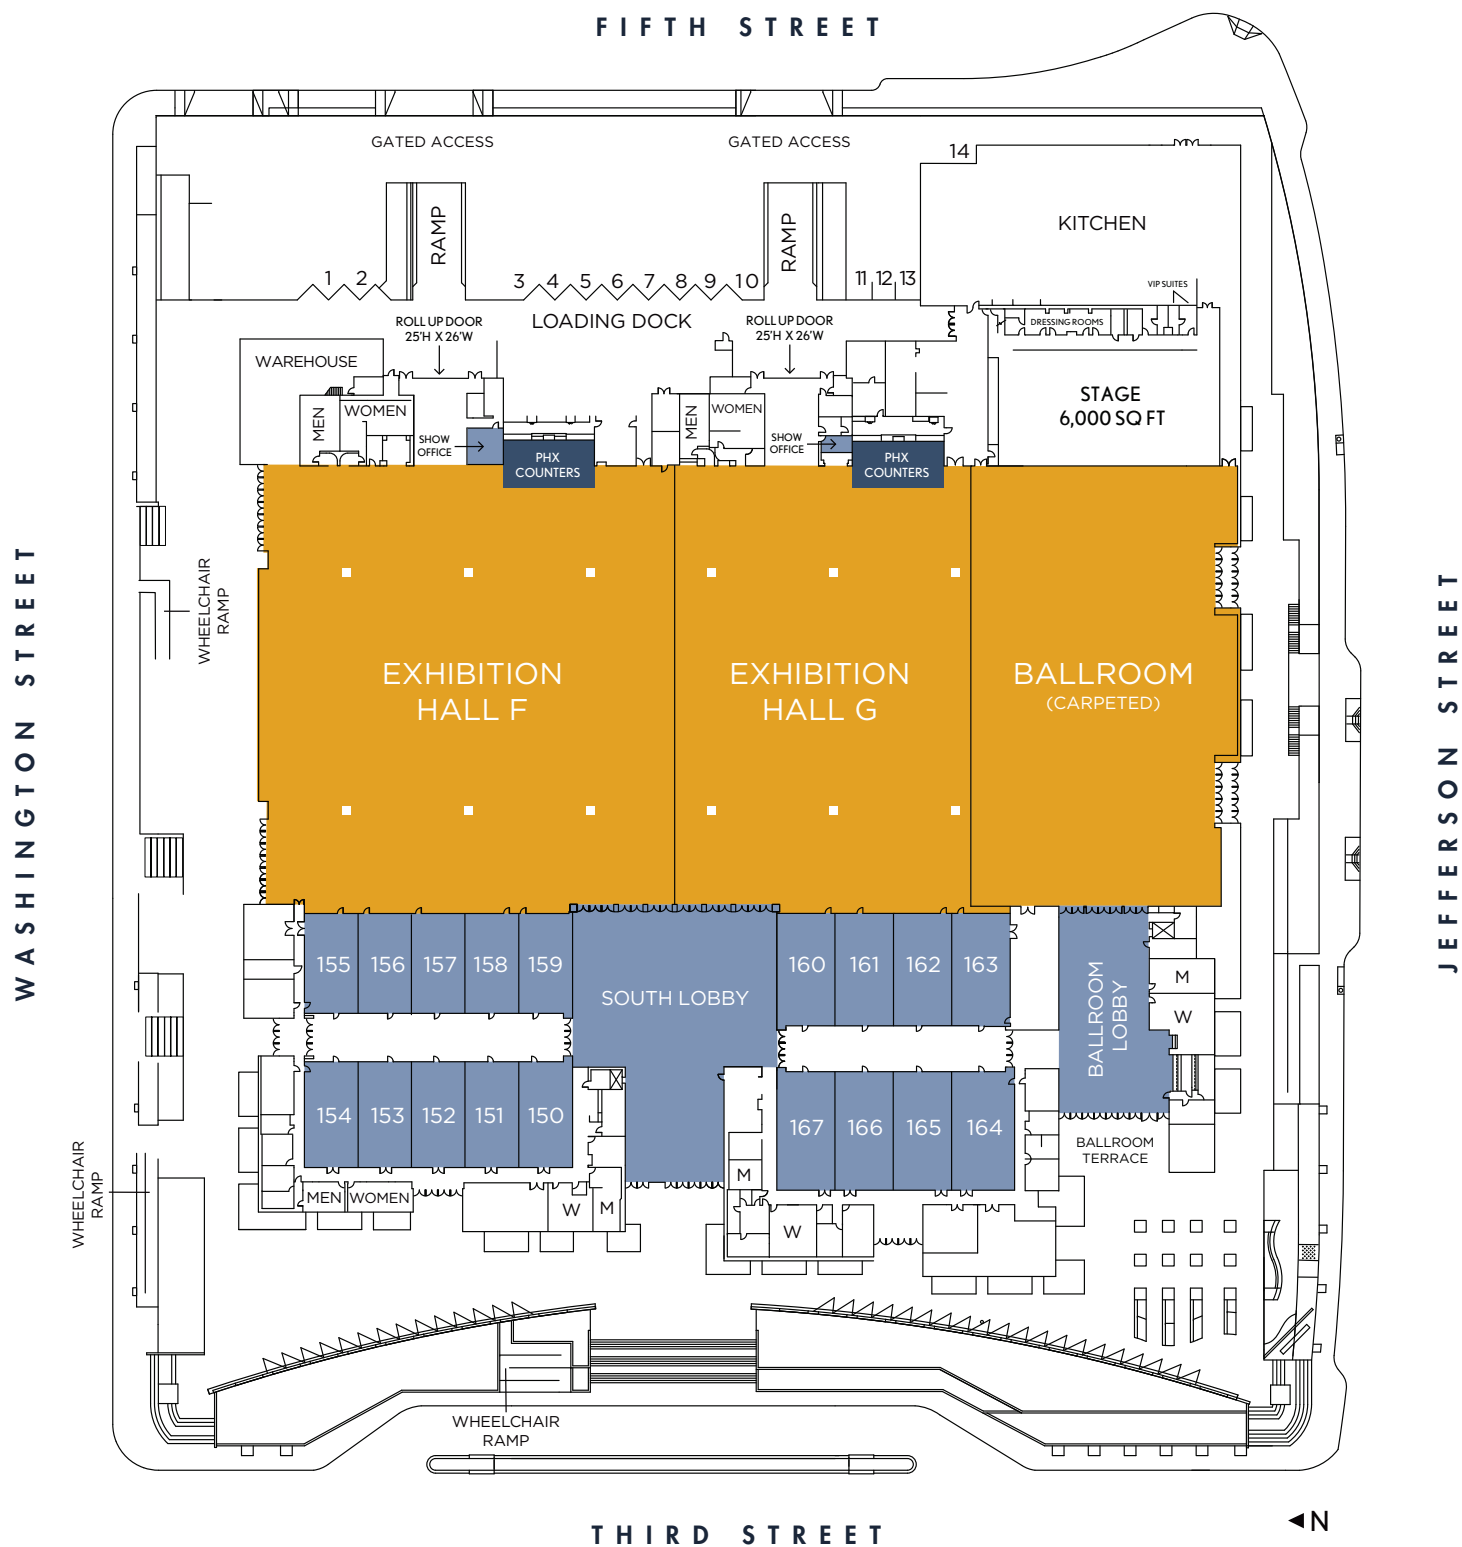 FIFTH STREET
GATED ACCESS
GATED ACCESS
14
KITCHEN
RAMP
RAMP
1
2
3
4
5
6
7
8
9
10
11
12
13
VIP SUITES
DRESSING ROOMS
LOADING DOCK
ROLL UP DOOR
25'H X 26'W
ROLL UP DOOR
25'H X 26'W
WAREHOUSE
STAGE
6,000 SQ FT
MEN
WOMEN
MEN
WOMEN
SHOW
OFFICE
SHOW
OFFICE
PHX
COUNTERS
PHX
COUNTERS
WASHINGTON STREET
WHEELCHAIR
RAMP
EXHIBITION
HALL F
EXHIBITION
HALL G
BALLROOM
(CARPETED)
JEFFERSON STREET
155
156
157
158
159
SOUTH LOBBY
160
161
162
163
BALLROOM
LOBBY
M
W
154
153
152
151
150
167
166
165
164
BALLROOM
TERRACE
WHEELCHAIR
RAMP
MEN
WOMEN
W
M
M
W
WHEELCHAIR
RAMP
N
THIRD STREET